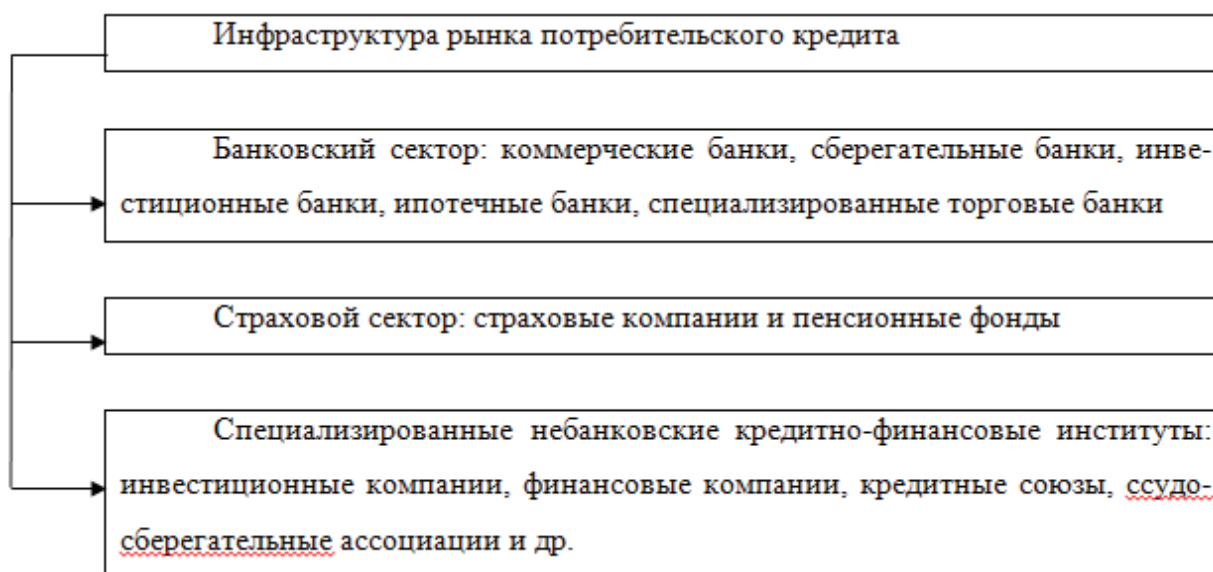 Инфраструктура рынка потребительского кредита
Банковский сектор: коммерческие банки, сберегательные банки, инве-
стиционные банки, ипотечные банки, специализированные торговые банки
Страховой сектор: страховые компании и пенсионные фонды
Специализированные небанковские кредитно-финансовые институты:
инвестиционные компании, финансовые компании, кредитные союзы, ссудо-
сберегательные ассоциации и др.